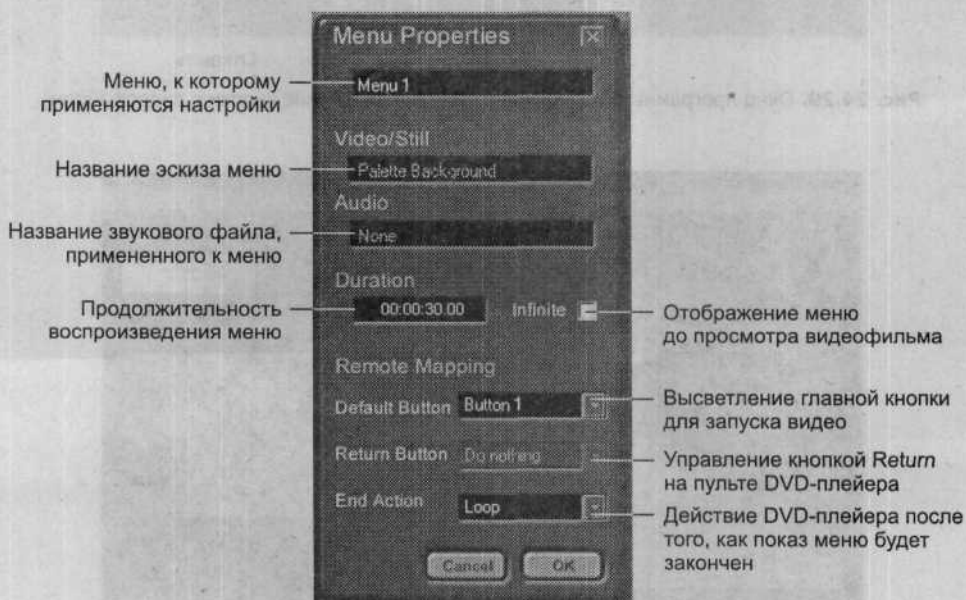 Menu Properties
Меню, к которому
применяются настройки
Menu 1
Video/Still
Название эскиза меню
Palette Background
Audio
Название звукового файла,
примененного к меню
None
Duration
Продолжительность
воспроизведения меню
00:00:30.00
Infinite
Отображение меню
до просмотра видеофильма
Remote Mapping
Default Button
Button 1
Высветление главной кнопки
для запуска видео
Return Button
Do nothing
Управление кнопкой Return
на пульте DVD-плейера
End Action
Loop
Действие DVD-плейера после
того, как показ меню будет
закончен
Cancel
OK